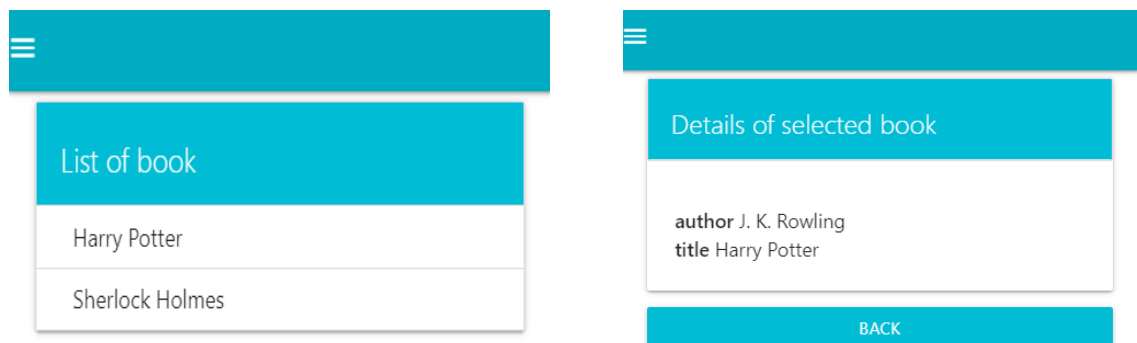 List of book
Harry Potter
Sherlock Holmes
Details of selected book
author J. K. Rowling
title Harry Potter
BACK